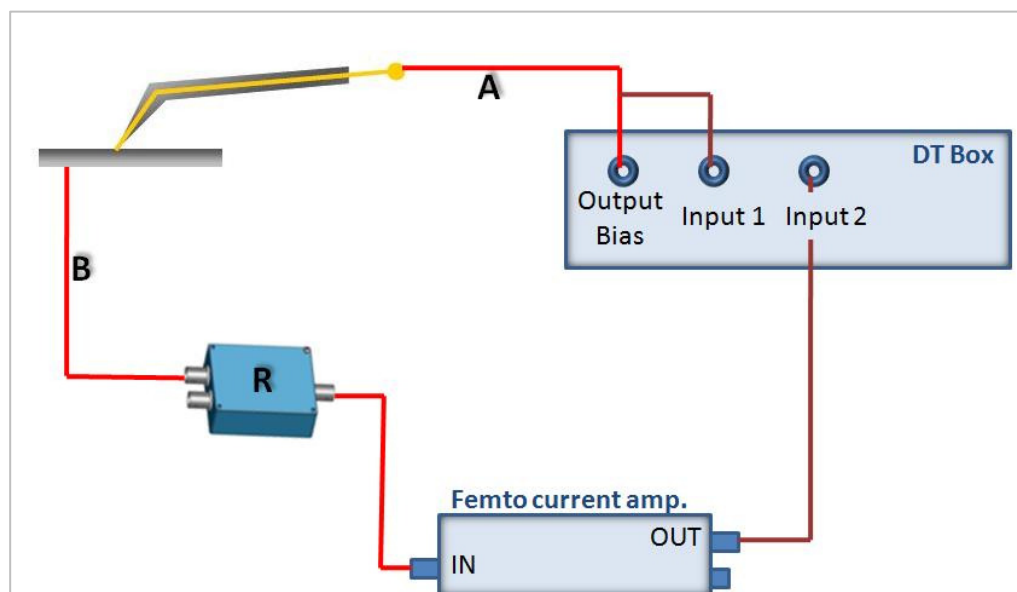 A
DT Box
Output
Bias
Input 1
Input 2
B
R
Femto current amp.
OUT
IN